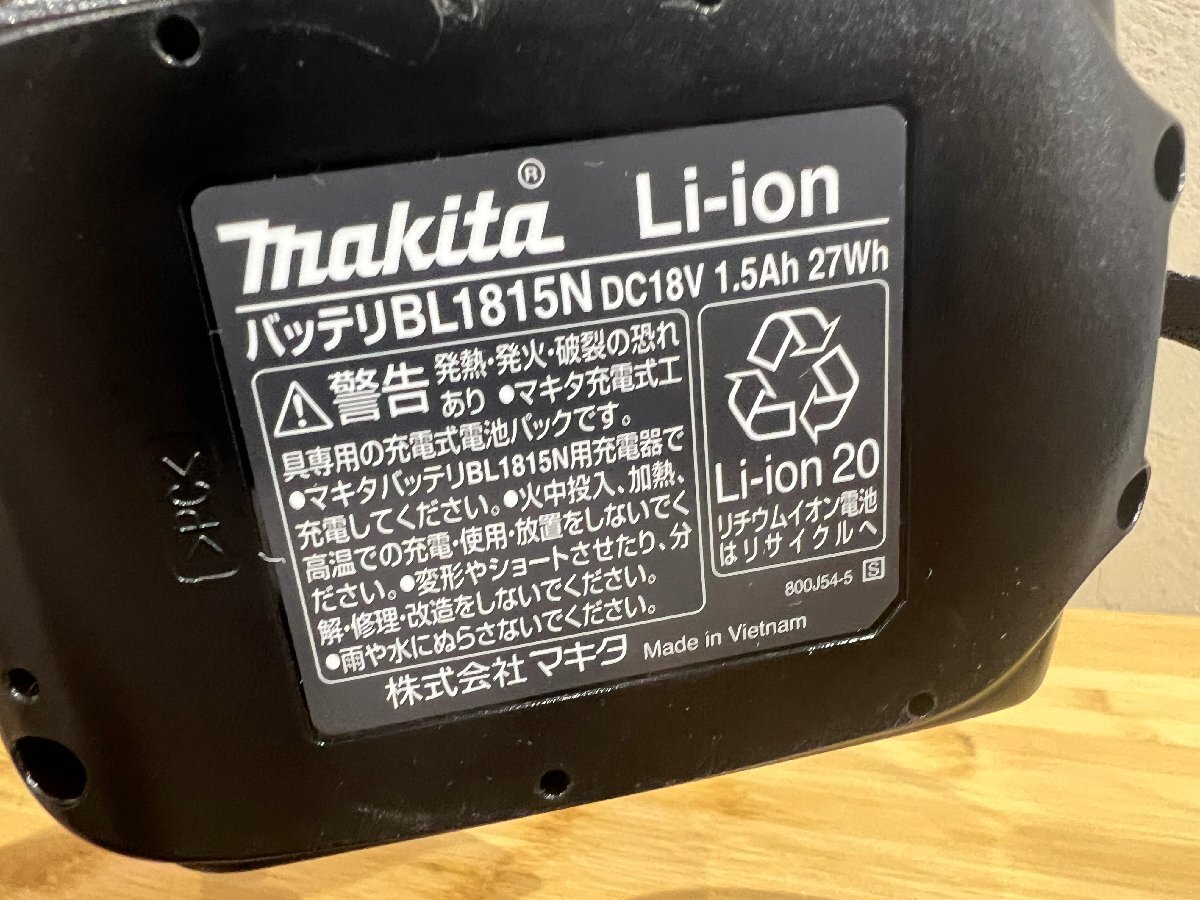 makita® Li-ion
バッテリBL1815N DC18V 1.5Ah 27Wh
警告 発熱・発火・破裂の恐れ
あり ●マキタ充電式工
具専用の充電式電池パックです。
●マキタバッテリBL1815N用充電器で
充電してください。●火中投入、加熱、
高温での充電・使用・放置をしないでく
ださい。●変形やショートさせたり、分
解・修理・改造をしないでください。
●雨や水にぬらさないでください。
Li-ion 20
リチウムイオン電池
はリサイクルへ
800J54-5 S
株式会社マキタ Made in Vietnam
>PC<